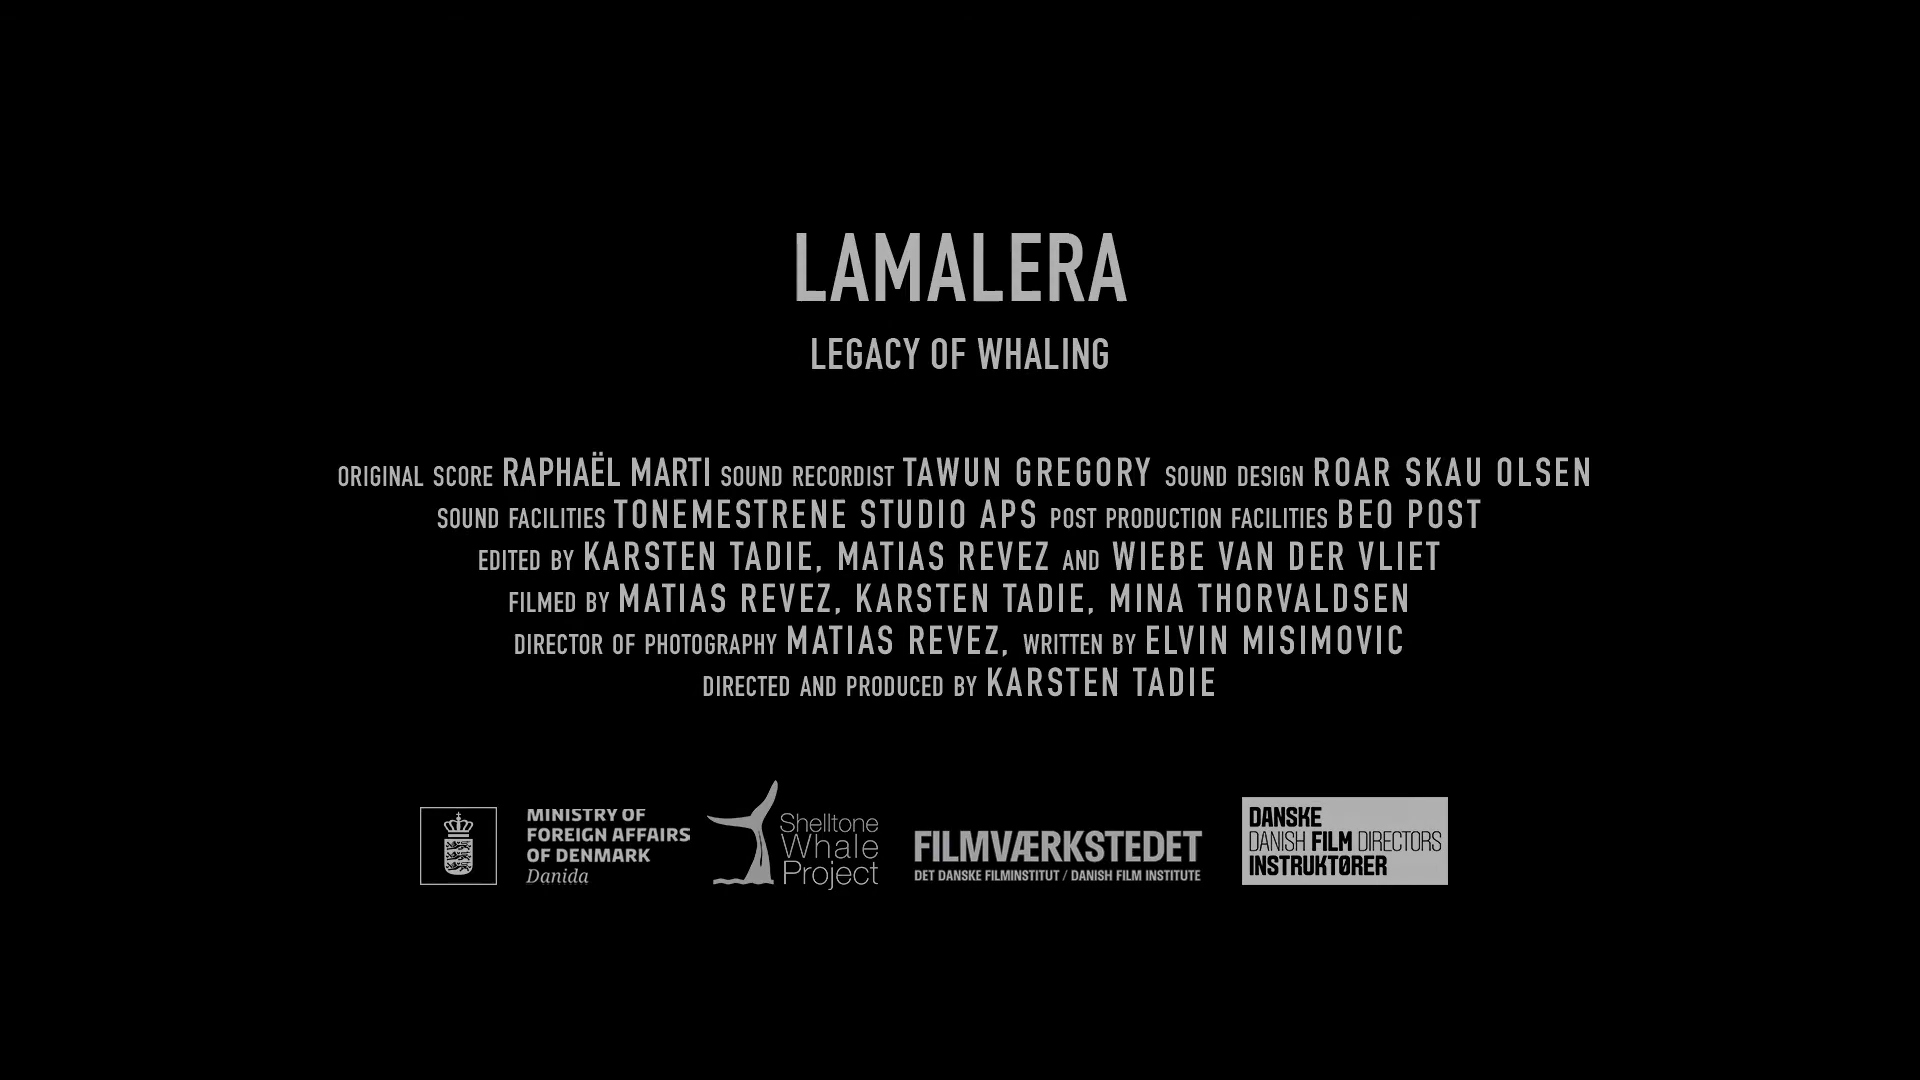 LAMALERA
LEGACY OF WHALING
ORIGINAL SCORE RAPHAËL MARTI SOUND RECORDIST TAWUN GREGORY SOUND DESIGN ROAR SKAU OLSEN
SOUND FACILITIES TONEMESTRENE STUDIO APS POST PRODUCTION FACILITIES BEO POST
EDITED BY KARSTEN TADIE, MATIAS REVEZ AND WIEBE VAN DER VLIET
FILMED BY MATIAS REVEZ, KARSTEN TADIE, MINA THORVALDSEN
DIRECTOR OF PHOTOGRAPHY MATIAS REVEZ, WRITTEN BY ELVIN MISIMOVIC
DIRECTED AND PRODUCED BY KARSTEN TADIE
MINISTRY OF
FOREIGN AFFAIRS
OF DENMARK
Danida
Shelltone
Whale
Project
FILMVÆRKSTEDET
DET DANSKE FILMINSTITUT / DANISH FILM INSTITUTE
DANSKE
DANISH FILM DIRECTORS
INSTRUKTØRER